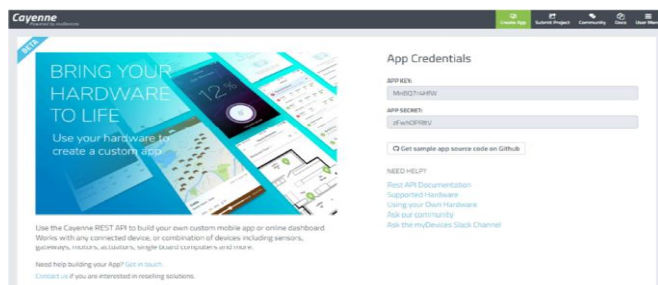 Cayenne
Powered by myDevices
Create App
Submit Project
Community
Docs
User Menu
BETA
BRING YOUR
HARDWARE
TO LIFE
Use your hardware to
create a custom app
12%
App Credentials
APP KEY:
APP SECRET:
Get sample app source code on Github
NEED HELP?
Rest API Documentation
Supported Hardware
Using your Own Hardware
Ask our community
Ask the myDevices Slack Channel
Use the Cayenne REST API to build your own custom mobile app or online dashboard
Works with any connected device, or combination of devices including sensors,
gateways, motors, actuators, single board computers and more.
Need help building your App? Get in touch
Contact us if you are interested in reselling solutions.